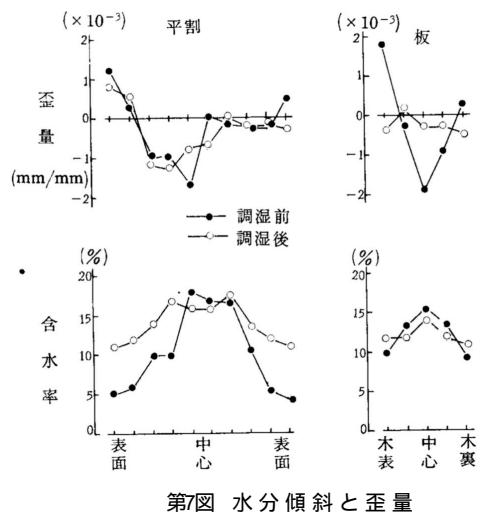 (×10⁻³)
平割
(×10⁻³)
板
2
1
0
-1
-2
2
1
0
-1
-2
歪量
(mm/mm)
調湿前
調湿後
(%)
20
15
10
5
0
(%)
20
15
10
5
0
含水率
表面
中心
表面
木表
中心
木裏
第7図 水分傾斜と歪量